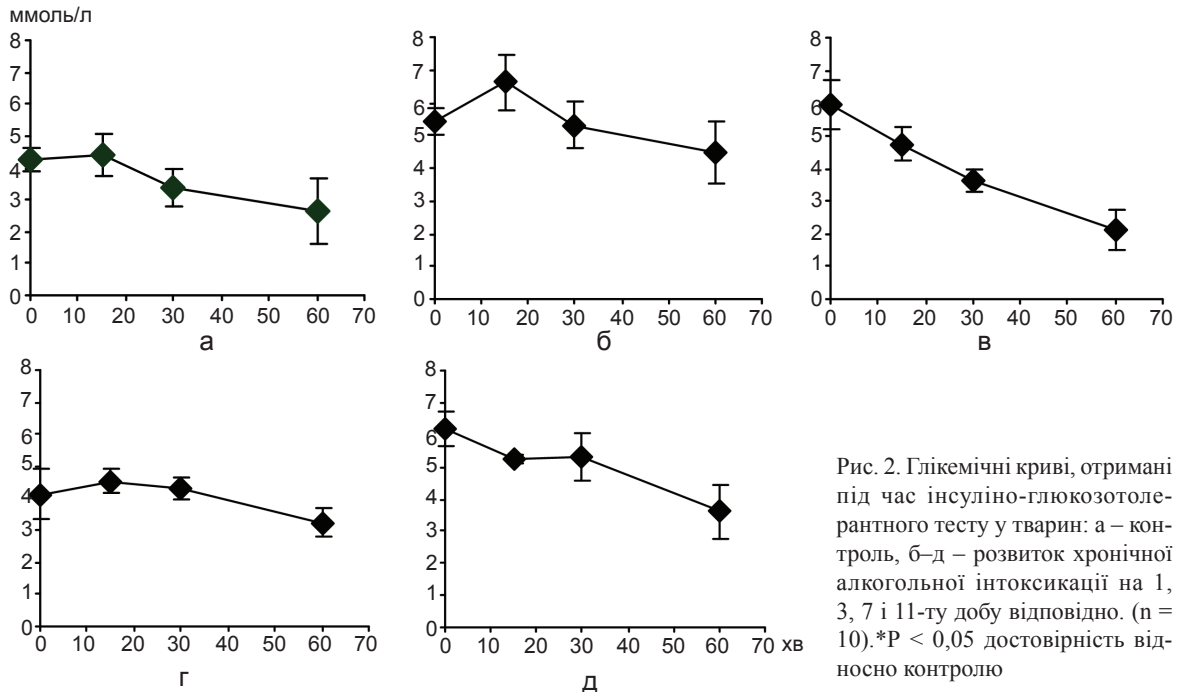 ммоль/л
8
7
6
5
4
3
2
1
0
0 10 20 30 40 50 60 70
а
8
7
6
5
4
3
2
1
0
0 10 20 30 40 50 60 70
б
8
7
6
5
4
3
2
1
0
0 10 20 30 40 50 60 70
в
8
7
6
5
4
3
2
1
0
0 10 20 30 40 50 60 70
г
8
7
6
5
4
3
2
1
0
0 10 20 30 40 50 60 70 хв
д
Рис. 2. Глікемічні криві, отримані
під час інсуліно-глюкозотоле-
рантного тесту у тварин: а – кон-
троль, б–д – розвиток хронічної
алкогольної інтоксикації на 1,
3, 7 і 11-ту добу відповідно. (n =
10).*P < 0,05 достовірність від-
носно контролю